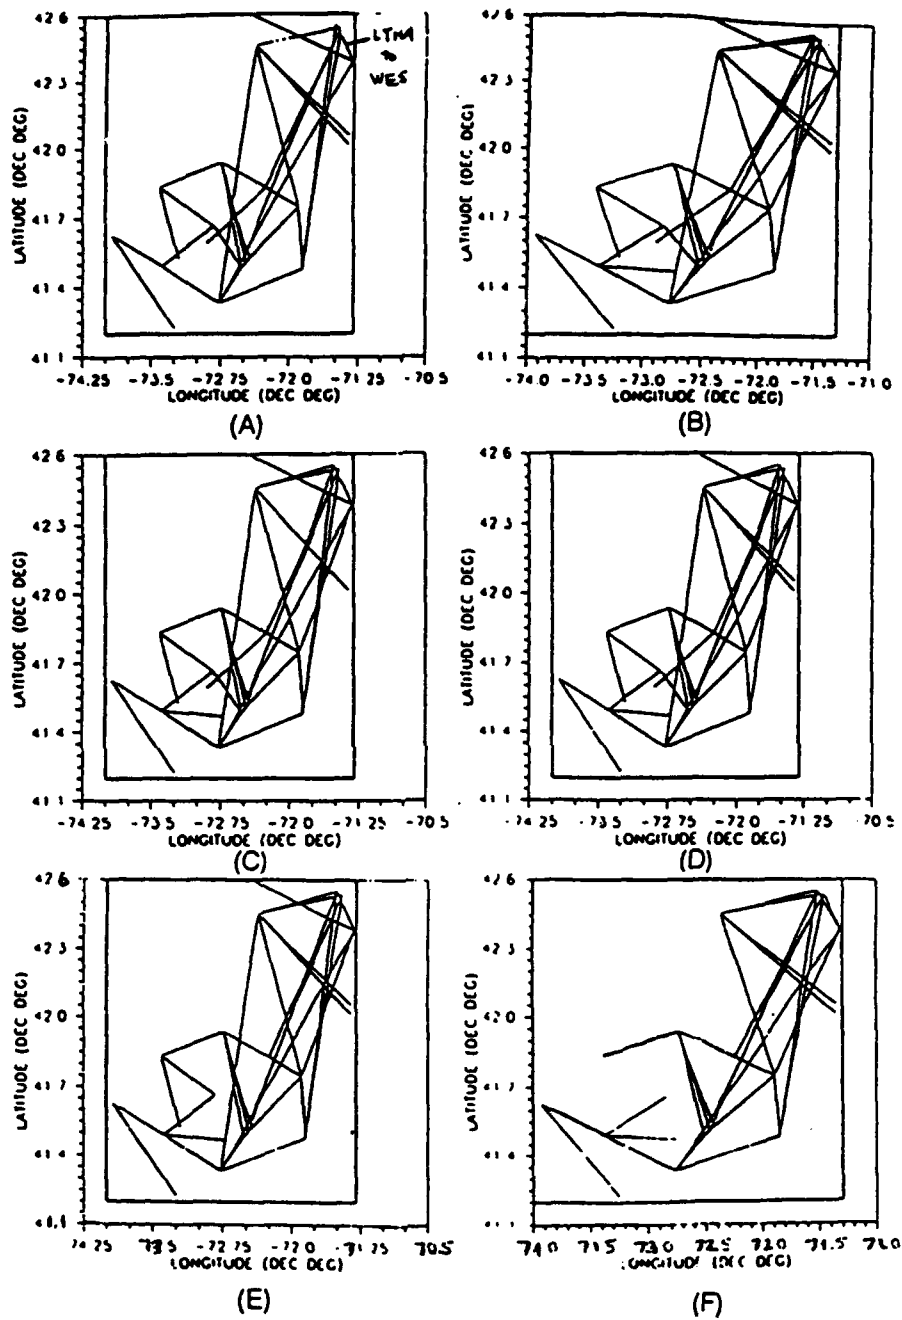 42 6
42 3
42 0
41 7
41 4
41 1
LATITUDE (DEC DEG)
LTHA
to
WES
-74.25 -73.5 -72 75 -72 0 -71 25 -70.5
LONGITUDE (DEC DEG)
(A)
42 6
42 3
42 0
41 7
41 4
41 1
LATITUDE (DEC DEG)
-74.0 -73.5 -73.0 -72.5 -72.0 -71.5 -71.0
LONGITUDE (DEC DEG)
(B)
42 6
42 3
42 0
41 7
41 4
41 1
LATITUDE (DEC DEG)
-74 25 -73.5 -72 75 -72 0 -71 25 -70 5
LONGITUDE (DEC DEG)
(C)
42 6
42 3
42 0
41 7
41 4
41 1
LATITUDE (DEC DEG)
-74 25 -73.5 -72 75 -72 0 -71 25 -70 5
LONGITUDE (DEC DEG)
(D)
42 6
42 3
42 0
41 7
41 4
41.1
LATITUDE (DEC DEG)
74 25 73.5 -72 75 -72 0 -71 25 70.5
LONGITUDE (DEC DEG)
(E)
42 6
42 3
42 0
41 7
41 4
41 1
LATITUDE (DEC DEG)
74.0 73.0 72.5 72.0 71.5 71.0
(DEC DEG)
(F)